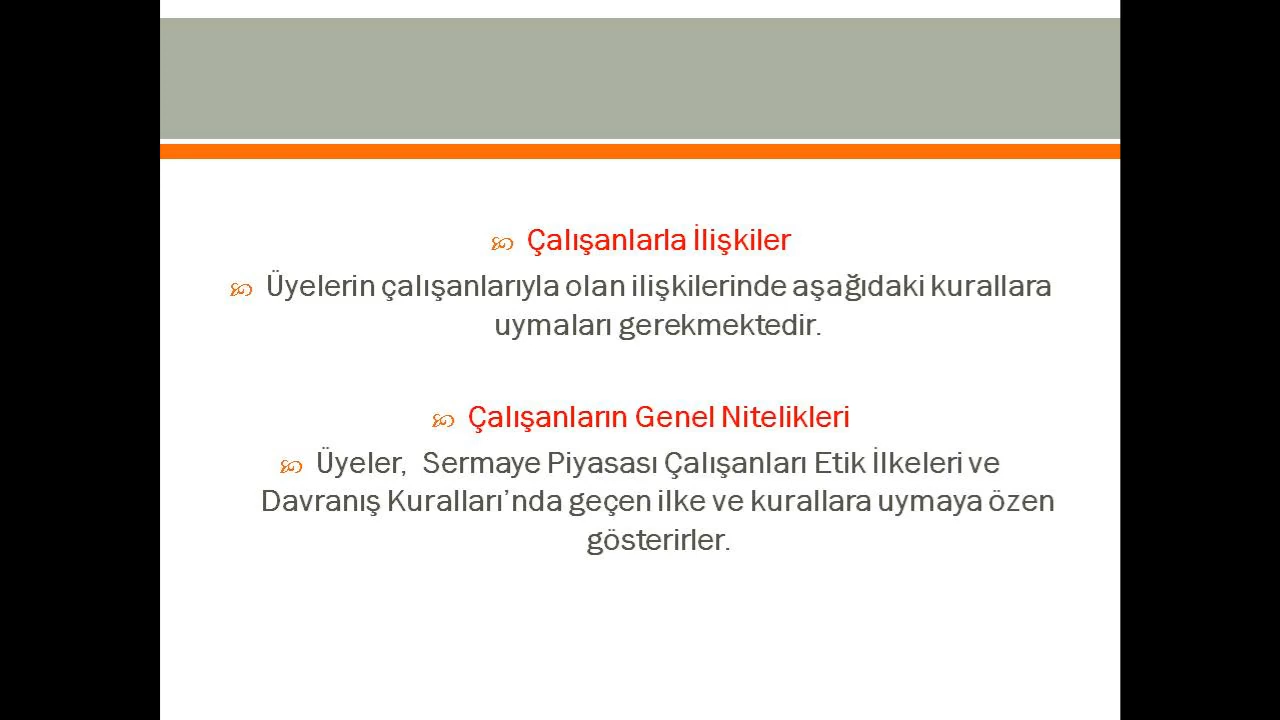 Çalışanlarla İlişkiler
Üyelerin çalışanlarıyla olan ilişkilerinde aşağıdaki kurallara
uymaları gerekmektedir.
Çalışanların Genel Nitelikleri
Üyeler,  Sermaye Piyasası Çalışanları Etik İlkeleri ve
Davranış Kuralları’nda geçen ilke ve kurallara uymaya özen
gösterirler.